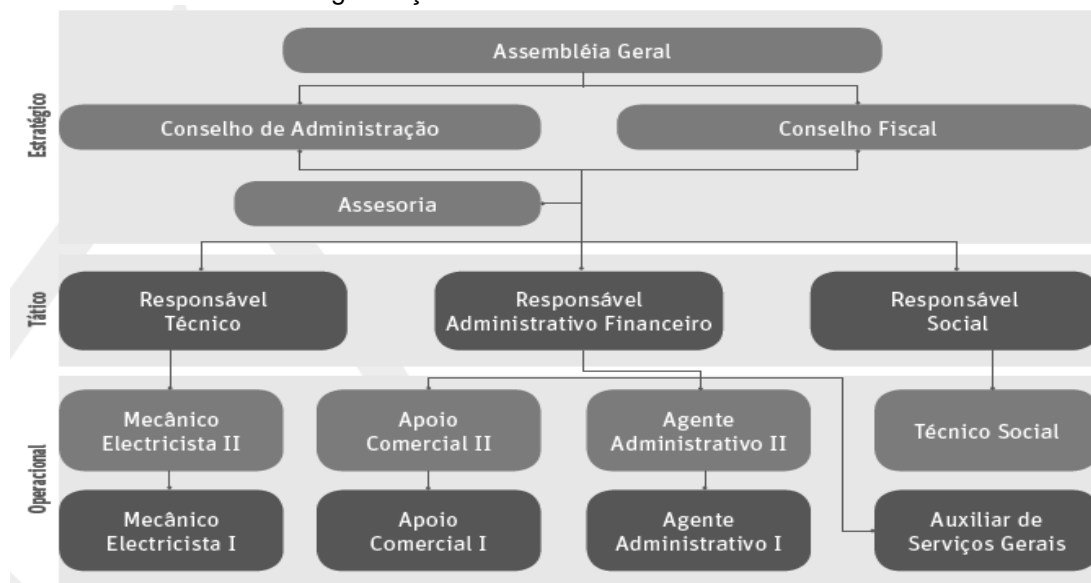 Assembléia Geral
Estratégico
Conselho de Administração
Conselho Fiscal
Assesoria
Tático
Responsável
Técnico
Responsável
Administrativo Financeiro
Responsável
Social
Operacional
Mecânico
Electricista II
Apoio
Comercial II
Agente
Administrativo II
Técnico Social
Mecânico
Electricista I
Apoio
Comercial I
Agente
Administrativo I
Auxiliar de
Serviços Gerais